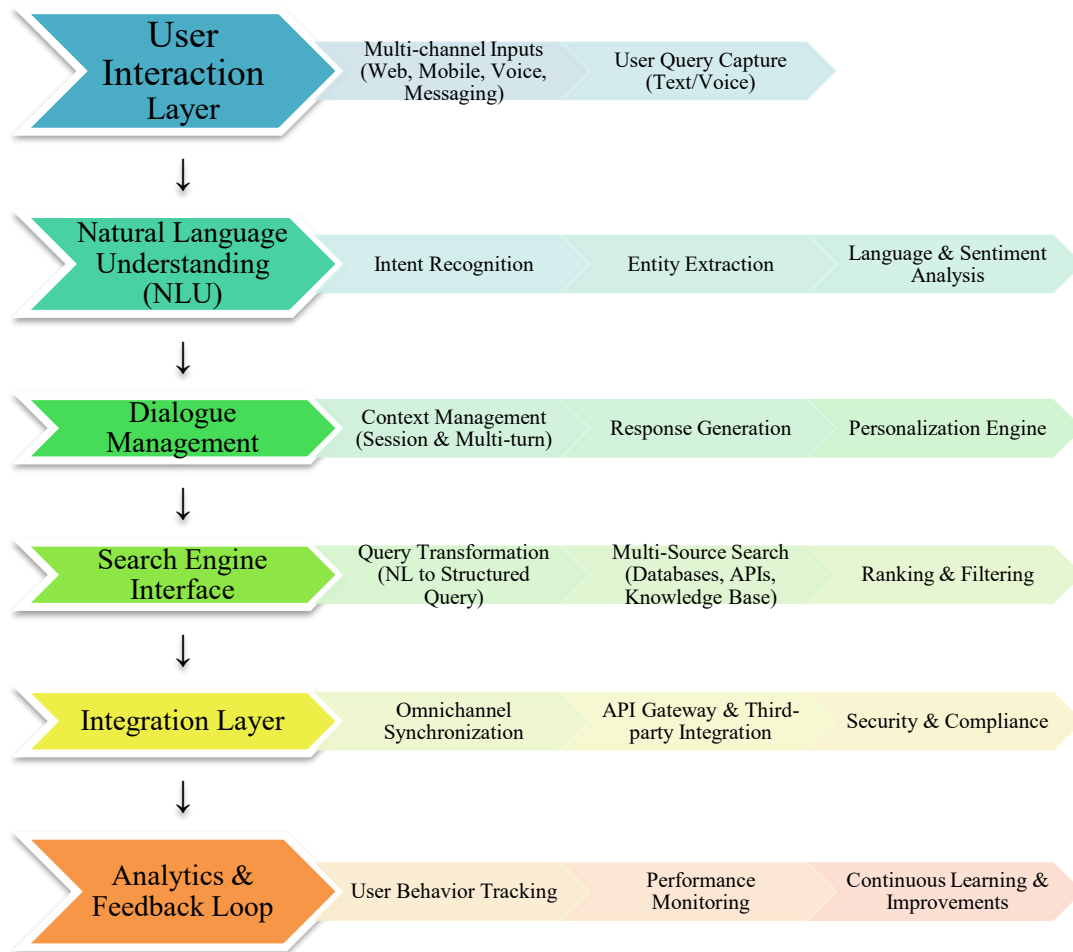 User
Interaction
Layer
Multi-channel Inputs
(Web, Mobile, Voice,
Messaging)
User Query Capture
(Text/Voice)
↓
Natural Language
Understanding
(NLU)
Intent Recognition
Entity Extraction
Language & Sentiment
Analysis
↓
Dialogue
Management
Context Management
(Session & Multi-turn)
Response Generation
Personalization Engine
↓
Search Engine
Interface
Query Transformation
(NL to Structured
Query)
Multi-Source Search
(Databases, APIs,
Knowledge Base)
Ranking & Filtering
↓
Integration Layer
Omnichannel
Synchronization
API Gateway & Third-
party Integration
Security & Compliance
↓
Analytics &
Feedback Loop
User Behavior Tracking
Performance
Monitoring
Continuous Learning &
Improvements